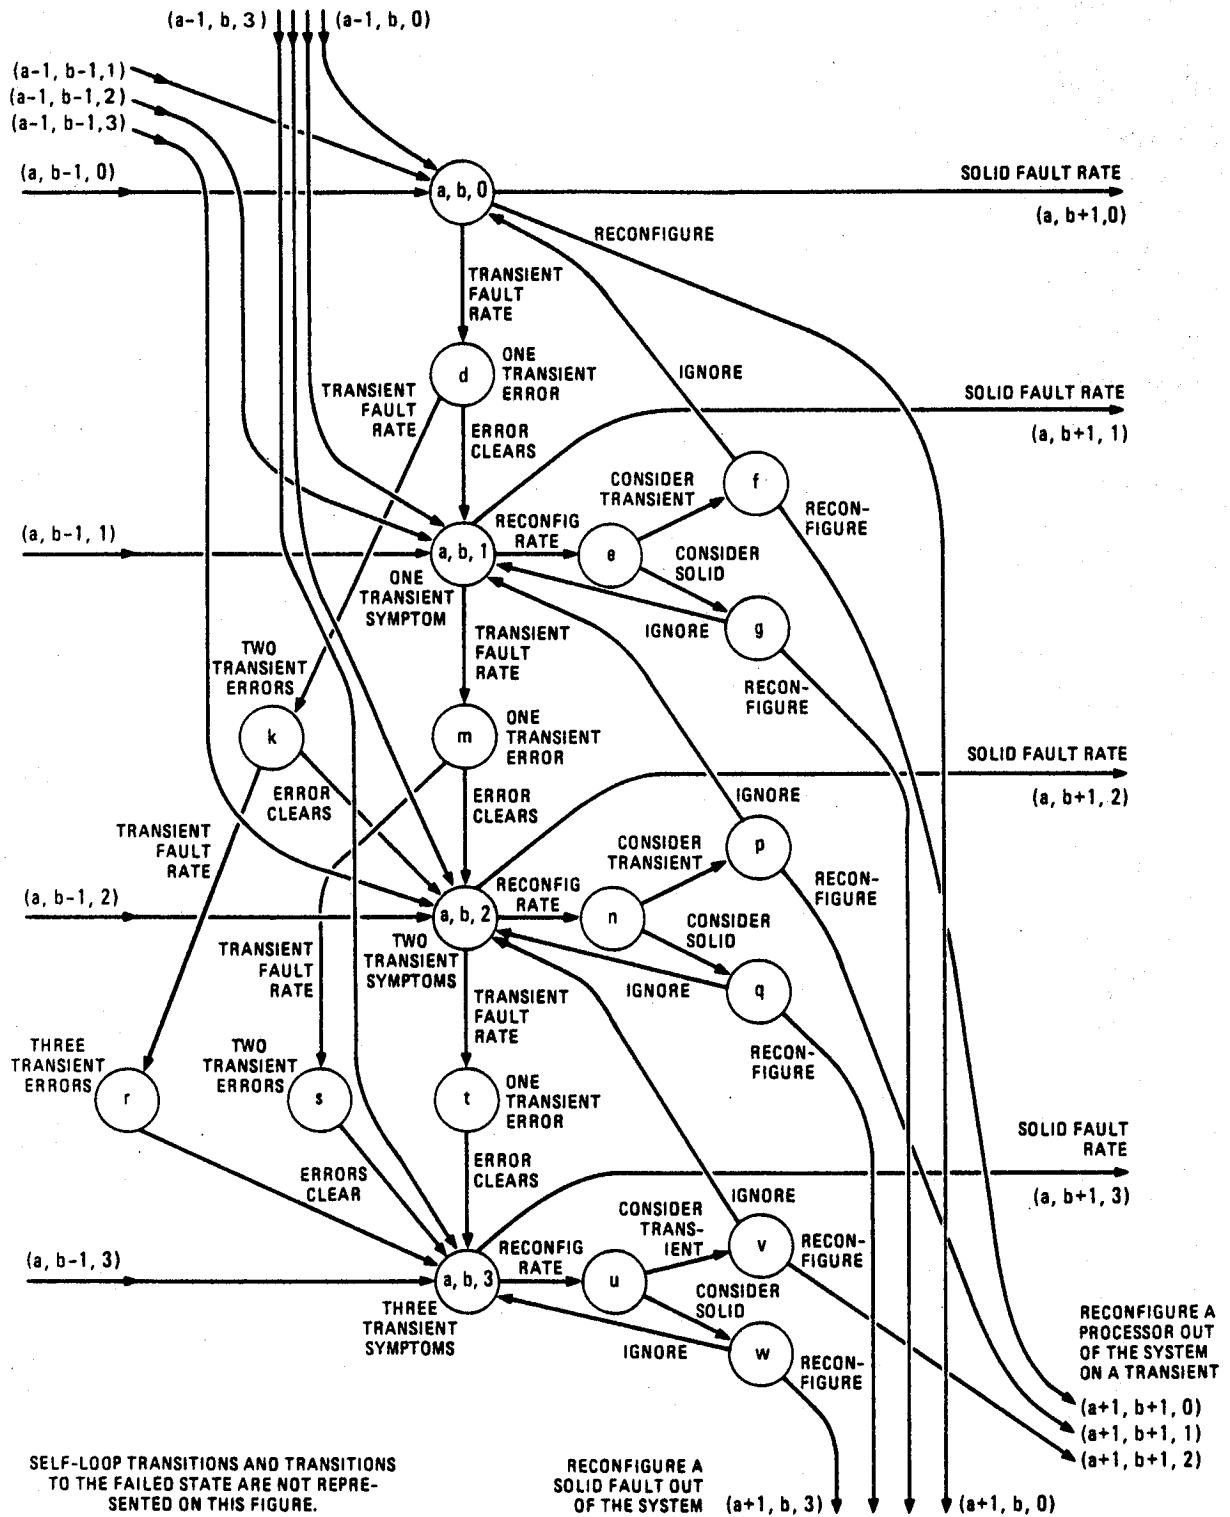 (a-1, b, 3)
(a-1, b, 0)
(a-1, b-1,1)
(a-1, b-1,2)
(a-1, b-1,3)
(a, b-1,0)
a, b, 0
SOLID FAULT RATE
(a, b+1,0)
RECONFIGURE
TRANSIENT
FAULT
RATE
d
ONE
TRANSIENT
ERROR
TRANSIENT
FAULT
RATE
IGNORE
SOLID FAULT RATE
(a, b+1, 1)
ERROR
CLEARS
CONSIDER
TRANSIENT
f
RECON-
FIGURE
(a, b-1, 1)
a, b, 1
RECONFIG
RATE
e
CONSIDER
SOLID
ONE
TRANSIENT
SYMPTOM
IGNORE
g
TRANSIENT
FAULT
RATE
RECON-
FIGURE
TWO
TRANSIENT
ERRORS
k
m
ONE
TRANSIENT
ERROR
SOLID FAULT RATE
(a, b+1, 2)
ERROR
CLEARS
ERROR
CLEARS
IGNORE
TRANSIENT
FAULT
RATE
CONSIDER
TRANSIENT
p
RECON-
FIGURE
(a, b-1, 2)
a, b, 2
RECONFIG
RATE
n
CONSIDER
SOLID
TWO
TRANSIENT
SYMPTOMS
IGNORE
q
TRANSIENT
FAULT
RATE
TRANSIENT
FAULT
RATE
RECON-
FIGURE
THREE
TRANSIENT
ERRORS
r
TWO
TRANSIENT
ERRORS
s
t
ONE
TRANSIENT
ERROR
SOLID FAULT
RATE
(a, b+1, 3)
ERRORS
CLEAR
ERROR
CLEARS
IGNORE
CONSIDER
TRANS-
IENT
v
RECON-
FIGURE
(a, b-1, 3)
a, b, 3
RECONFIG
RATE
u
CONSIDER
SOLID
THREE
TRANSIENT
SYMPTOMS
IGNORE
w
RECON-
FIGURE
RECONFIGURE A
PROCESSOR OUT
OF THE SYSTEM
ON A TRANSIENT
(a+1, b+1, 0)
(a+1, b+1, 1)
(a+1, b+1, 2)
SELF-LOOP TRANSITIONS AND TRANSITIONS
TO THE FAILED STATE ARE NOT REPRE-
SENTED ON THIS FIGURE.
RECONFIGURE A
SOLID FAULT OUT
OF THE SYSTEM
(a+1, b, 3)
(a+1, b, 0)